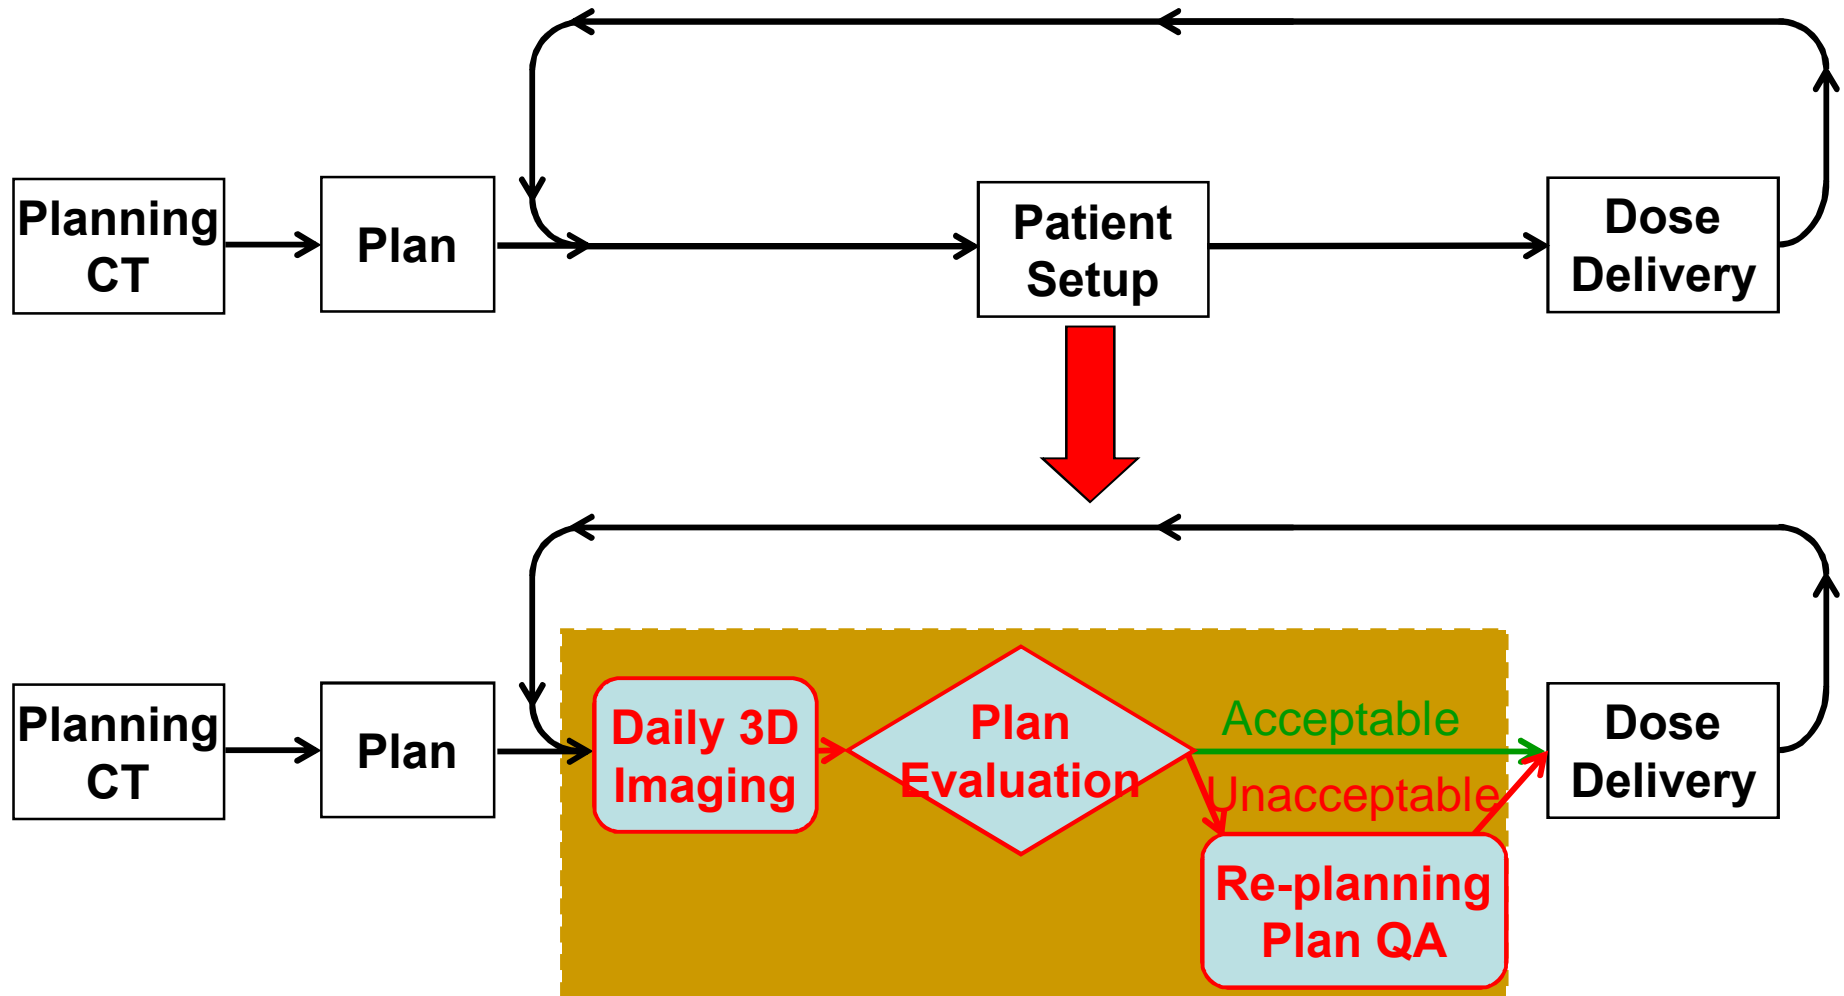 Planning
CT
Plan
Patient
Setup
Dose
Delivery
Planning
CT
Plan
Daily 3D
Imaging
Plan
Evaluation
Acceptable
Unacceptable
Re-planning
Plan QA
Dose
Delivery